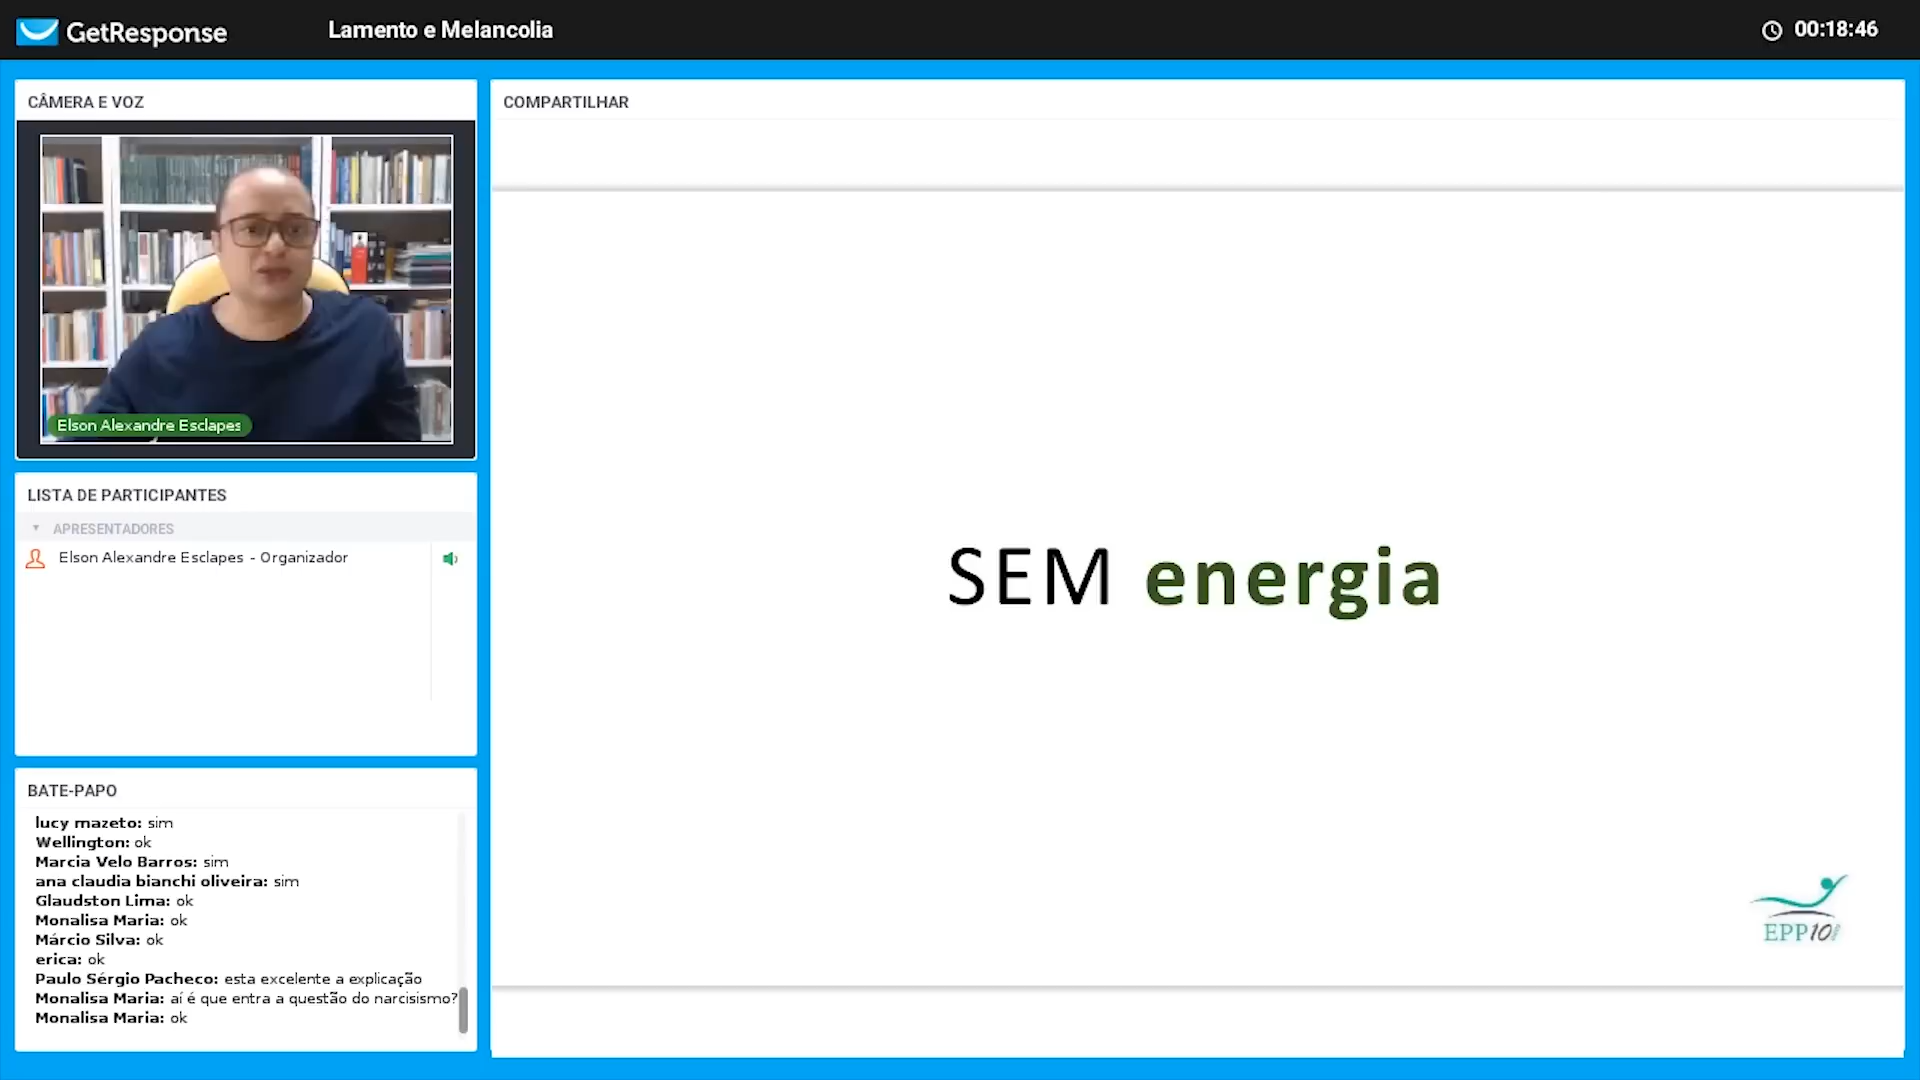 GetResponse
Lamento e Melancolia
00:18:46
CÂMERA E VOZ
Elson Alexandre Esclapes
LISTA DE PARTICIPANTES
APRESENTADORES
Elson Alexandre Esclapes - Organizador
BATE-PAPO
lucy mazeto: sim
Wellington: ok
Marcia Velo Barros: sim
ana claudia bianchi oliveira: sim
Glaudston Lima: ok
Monalisa Maria: ok
Márcio Silva: ok
erica: ok
Paulo Sérgio Pacheco: esta excelente a explicação
Monalisa Maria: aí é que entra a questão do narcisismo?
Monalisa Maria: ok
COMPARTILHAR
SEM energia
EPP10